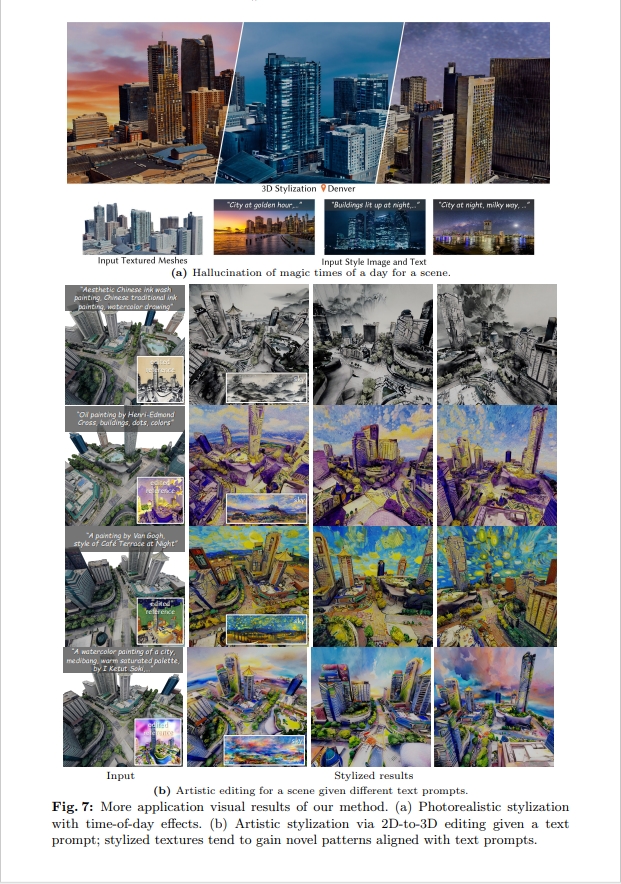 3D Stylization Denver
"City at golden hour,..."
"Buildings lit up at night,..."
"City at night, milky way, .."
Input Textured Meshes
Input Style Image and Text
(a) Hallucination of magic times of a day for a scene.
"Aesthetic Chinese ink wash
painting, Chinese traditional ink
painting, watercolor drowing"
reference
"Oil painting by Henri-Edmond
Cross, buildings, dots, colors"
edited
reference
sky
"A painting by Van Gogh,
style of Café Terrace at Night"
edited
reference
sky
"A watercolor painting of a city,
medibang, warm saturated palette,
by I Ketut Soki,..."
edited
reference
sky
Input
Stylized results
(b) Artistic editing for a scene given different text prompts.
Fig. 7: More application visual results of our method. (a) Photorealistic stylization
with time-of-day effects. (b) Artistic stylization via 2D-to-3D editing given a text
prompt; stylized textures tend to gain novel patterns aligned with text prompts.